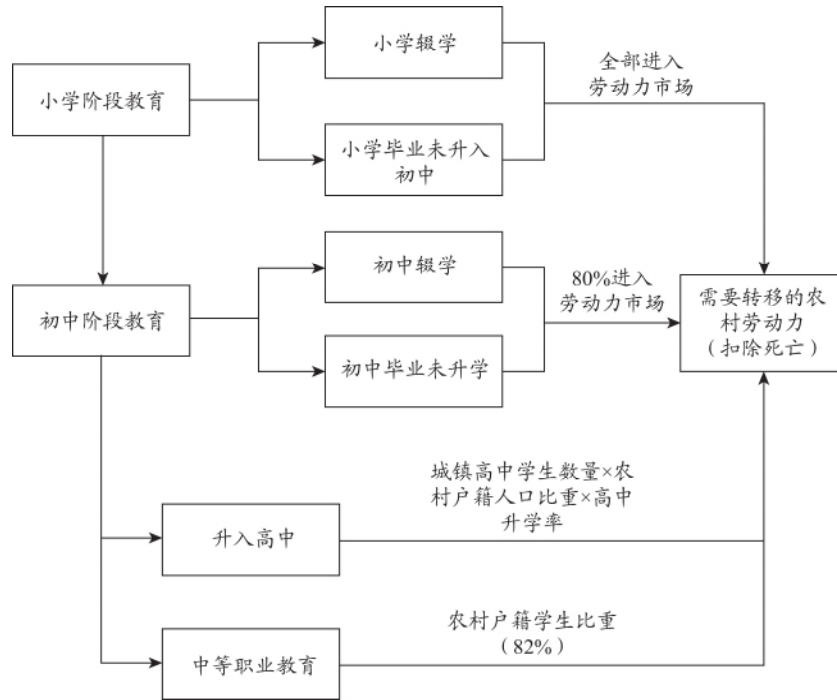 小学辍学
全部进入
劳动力市场
小学阶段教育
小学毕业未升入
初中
初中辍学
80%进入
劳动力市场
需要转移的农
村劳动力
（扣除死亡）
初中阶段教育
初中毕业未升学
城镇高中学生数量×农
村户籍人口比重×高中
升学率
升入高中
农村户籍学生比重
（82%）
中等职业教育